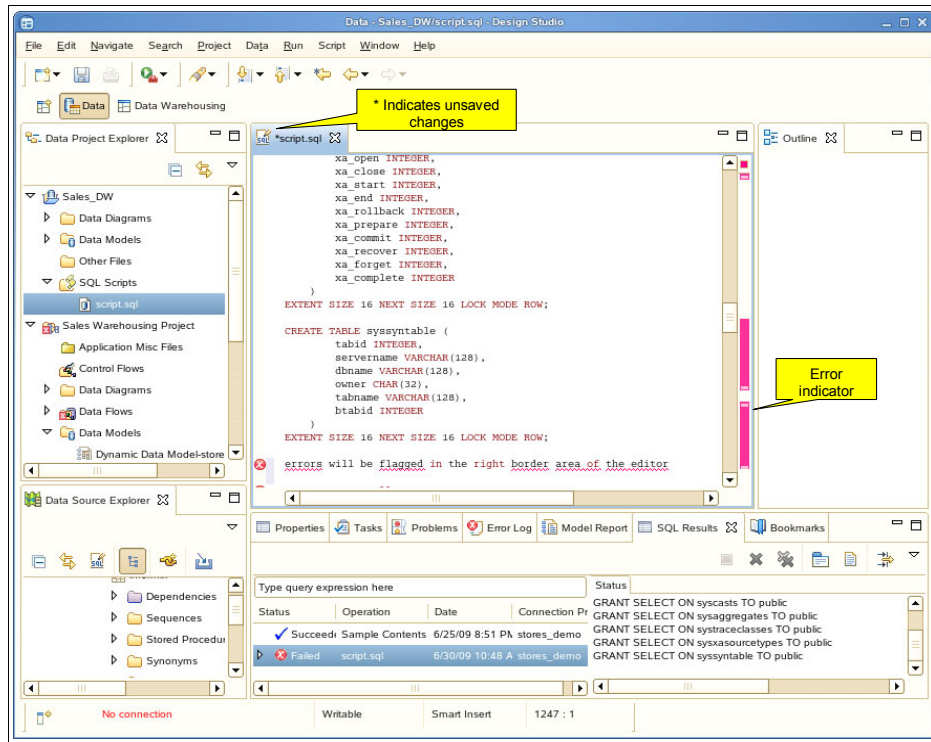 Data - Sales_DW/script.sql - Design Studio
File Edit Navigate Search Project Data Run Script Window Help
Data Data Warehousing
* Indicates unsaved
changes
Data Project Explorer
Sales_DW
Data Diagrams
Data Models
Other Files
SQL Scripts
script.sql
Sales Warehousing Project
Application Misc Files
Control Flows
Data Diagrams
Data Flows
Data Models
Dynamic Data Model-store
*script.sql
xa_open INTEGER,
xa_close INTEGER,
xa_start INTEGER,
xa_end INTEGER,
xa_rollback INTEGER,
xa_prepare INTEGER,
xa_commit INTEGER,
xa_recover INTEGER,
xa_forget INTEGER,
xa_complete INTEGER
)
EXTENT SIZE 16 NEXT SIZE 16 LOCK MODE ROW;
CREATE TABLE syssyntable (
tabid INTEGER,
servername VARCHAR(128),
dbname VARCHAR(128),
owner CHAR(32),
tabname VARCHAR(128),
btabid INTEGER
)
EXTENT SIZE 16 NEXT SIZE 16 LOCK MODE ROW;
errors will be flagged in the right border area of the editor
Outline
Error
indicator
Data Source Explorer
Dependencies
Sequences
Stored Procedur
Synonyms
Properties Tasks Problems Error Log Model Report SQL Results Bookmarks
Type query expression here
Status Operation Date Connection Pr
Succeede Sample Contents 6/25/09 8:51 PM stores_demo
Failed script.sql 6/30/09 10:48 A stores_demo
Status
GRANT SELECT ON syscasts TO public
GRANT SELECT ON sysaggregates TO public
GRANT SELECT ON systraceclasses TO public
GRANT SELECT ON sysxasourcetypes TO public
GRANT SELECT ON syssyntable TO public
No connection Writable Smart Insert 1247 : 1